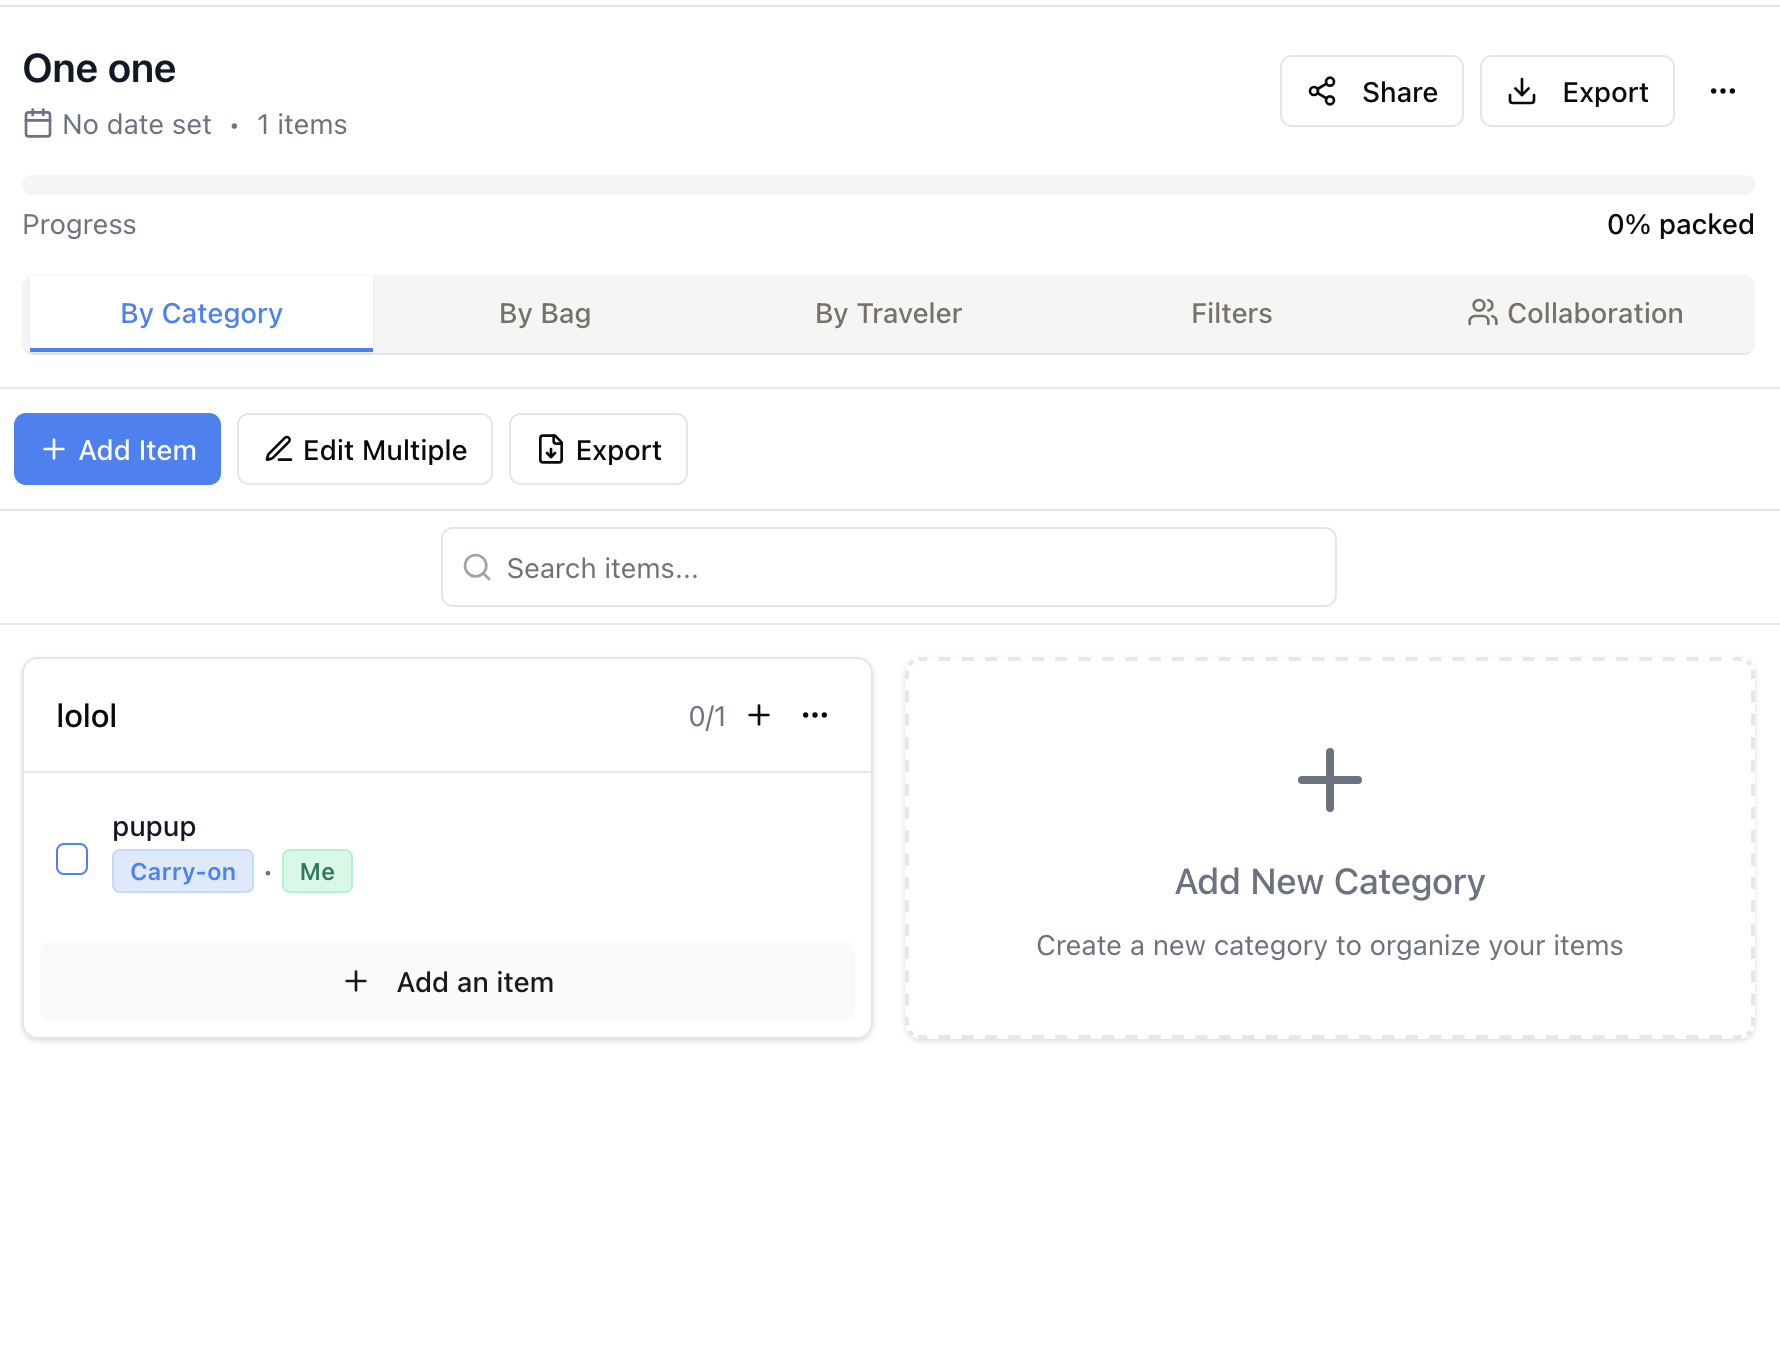 One one
No date set • 1 items
Share
Export
Progress
0% packed
By Category
By Bag
By Traveler
Filters
Collaboration
Add Item
Edit Multiple
Export
Search items...
lolol
0/1
pupup
Carry-on • Me
Add an item
Add New Category
Create a new category to organize your items